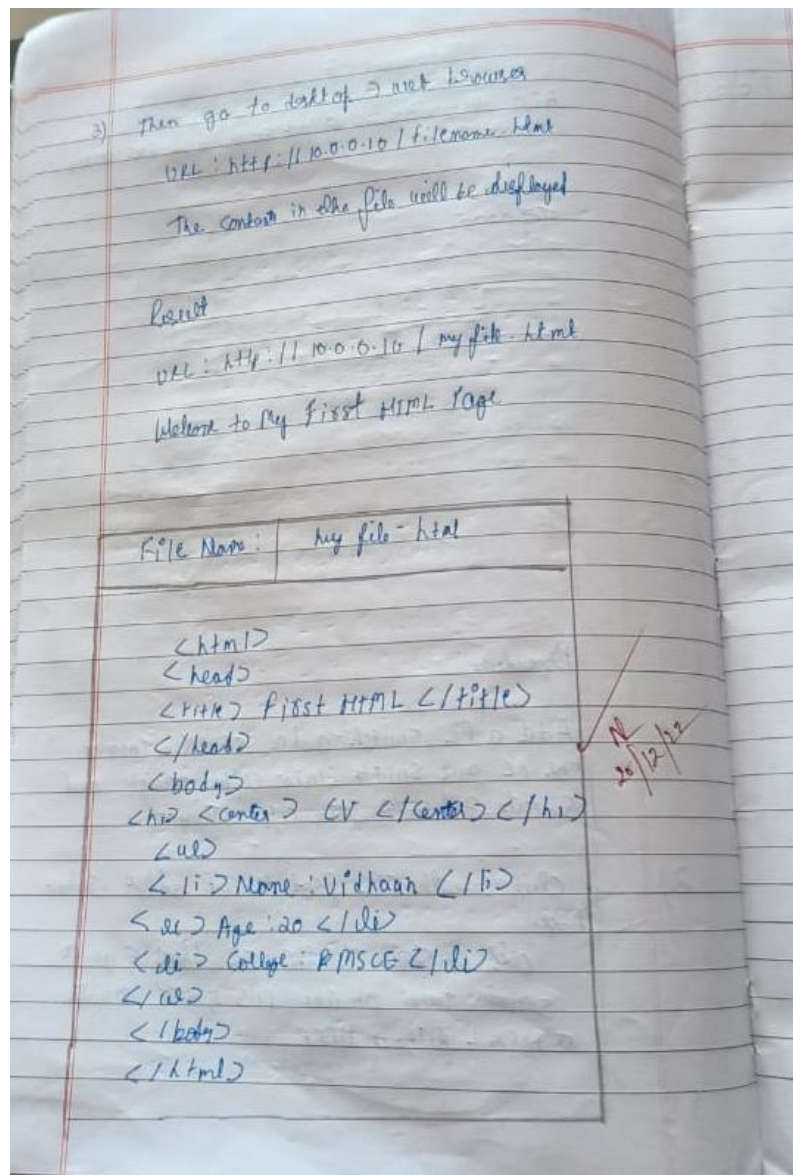 3) Then go to desktop → web browser
URL : http://10.0.0.10/filename.html
The content in the file will be displayed
Result
URL : http://10.0.0.10/myfile.html
Welcome to My First HTML Page
File Name : myfile.html
<html>
<head>
<title> First HTML </title>
</head>
<body>
<h1> <center> CV </center> </h1>
<ul>
<li> Name : Vidhaan </li>
<li> Age : 20 </li>
<li> College : BMSCE </li>
</ul>
</body>
</html>
20/12/22